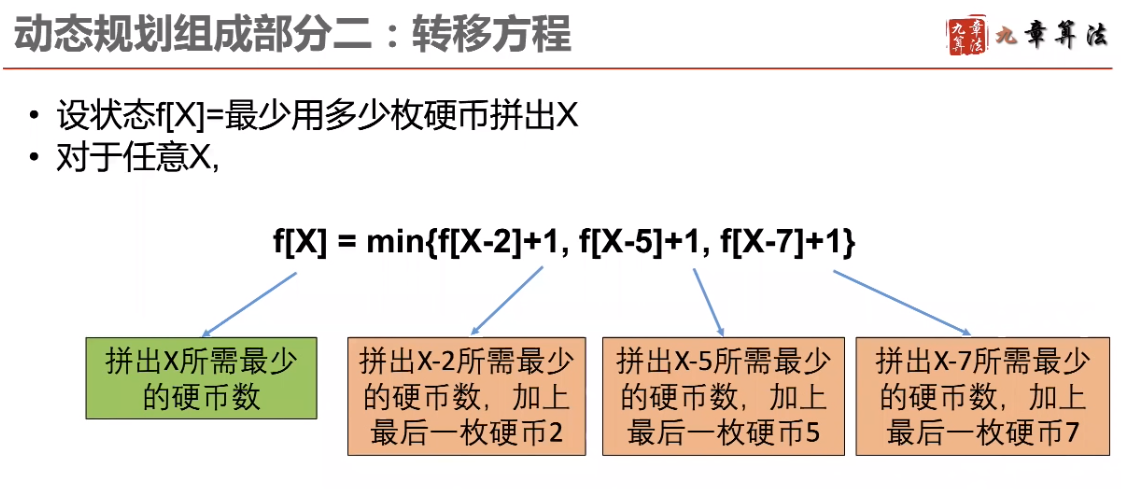 动态规划组成部分二：转移方程
九章算法
九章算法
• 设状态f[X]=最少用多少枚硬币拼出X
• 对于任意X,
f[X] = min{f[X-2]+1, f[X-5]+1, f[X-7]+1}
拼出X所需最少
的硬币数
拼出X-2所需最少
的硬币数，加上
最后一枚硬币2
拼出X-5所需最少
的硬币数，加上
最后一枚硬币5
拼出X-7所需最少
的硬币数，加上
最后一枚硬币7